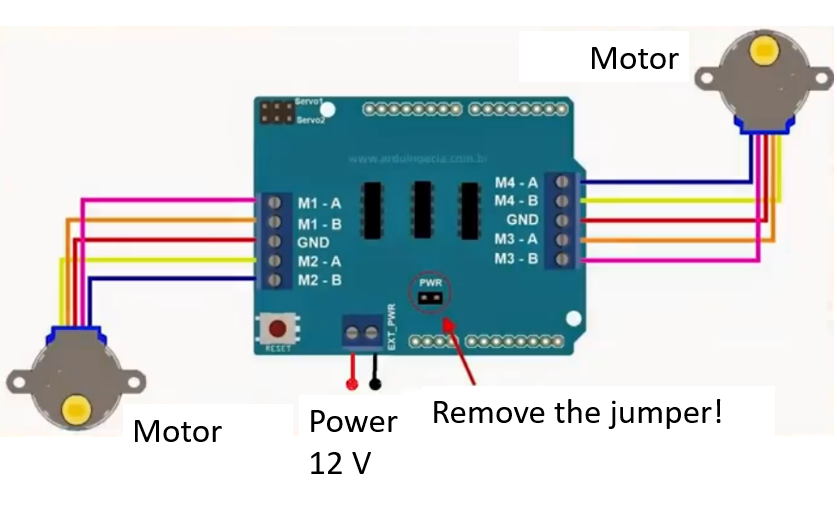 Motor
Servo1
Servo2
www.arduinoecia.com.br
M4 - A
M4 - B
GND
M3 - A
M3 - B
M1 - A
M1 - B
GND
M2 - A
M2 - B
PWR
EXT_PWR
RESET
Motor
Power
12 V
Remove the jumper!